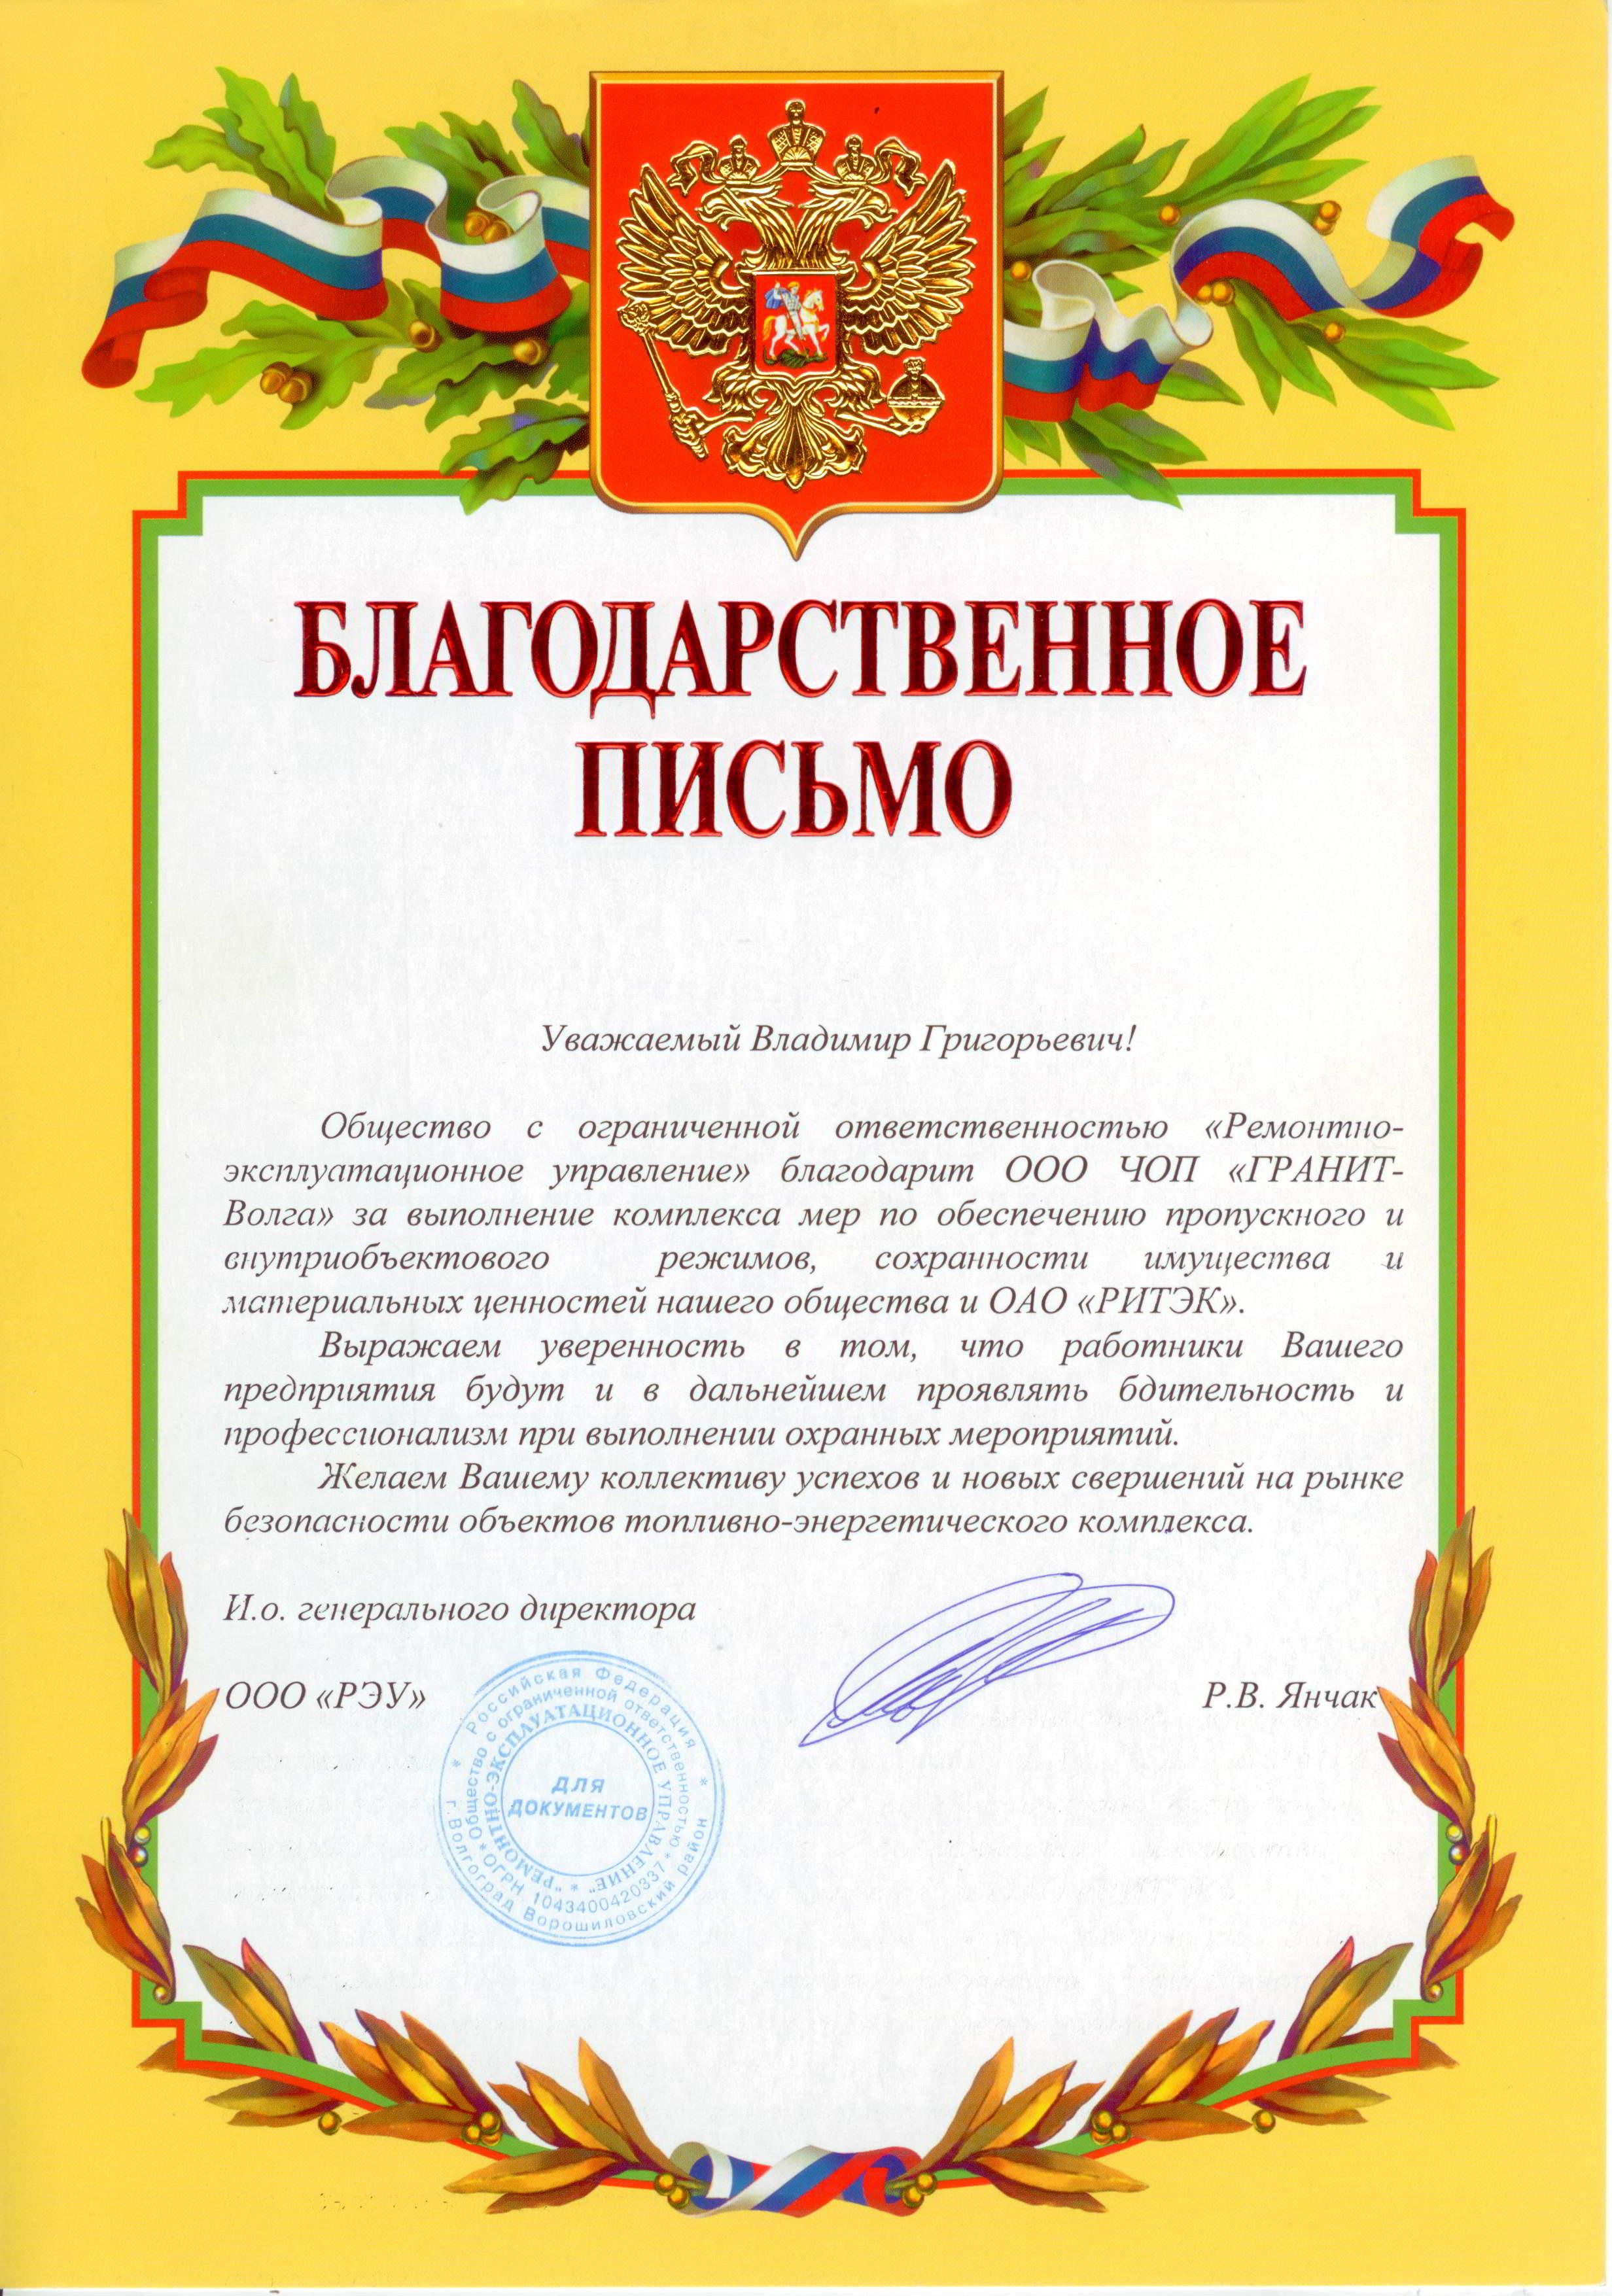 БЛАГОДАРСТВЕННОЕ
ПИСЬМО
Уважаемый Владимир Григорьевич!
Общество с ограниченной ответственностью «Ремонтно-
эксплуатационное управление» благодарит ООО ЧОП «ГРАНИТ-
Волга» за выполнение комплекса мер по обеспечению пропускного и
внутриобъектового режимов, сохранности имущества и
материальных ценностей нашего общества и ОАО «РИТЭК».
Выражаем уверенность в том, что работники Вашего
предприятия будут и в дальнейшем проявлять бдительность и
профессионализм при выполнении охранных мероприятий.
Желаем Вашему коллективу успехов и новых свершений на рынке
безопасности объектов топливно-энергетического комплекса.
И.о. генерального директора
ООО «РЭУ» Р.В. Янчак
* Российская Федерация *
г.Волгоград Ворошиловский район
Общество с ограниченной ответственностью
* ОГРН 1043400420337 *
"РЕМОНТНО-ЭКСПЛУАТАЦИОННОЕ УПРАВЛЕНИЕ" *
ДЛЯ
ДОКУМЕНТОВ